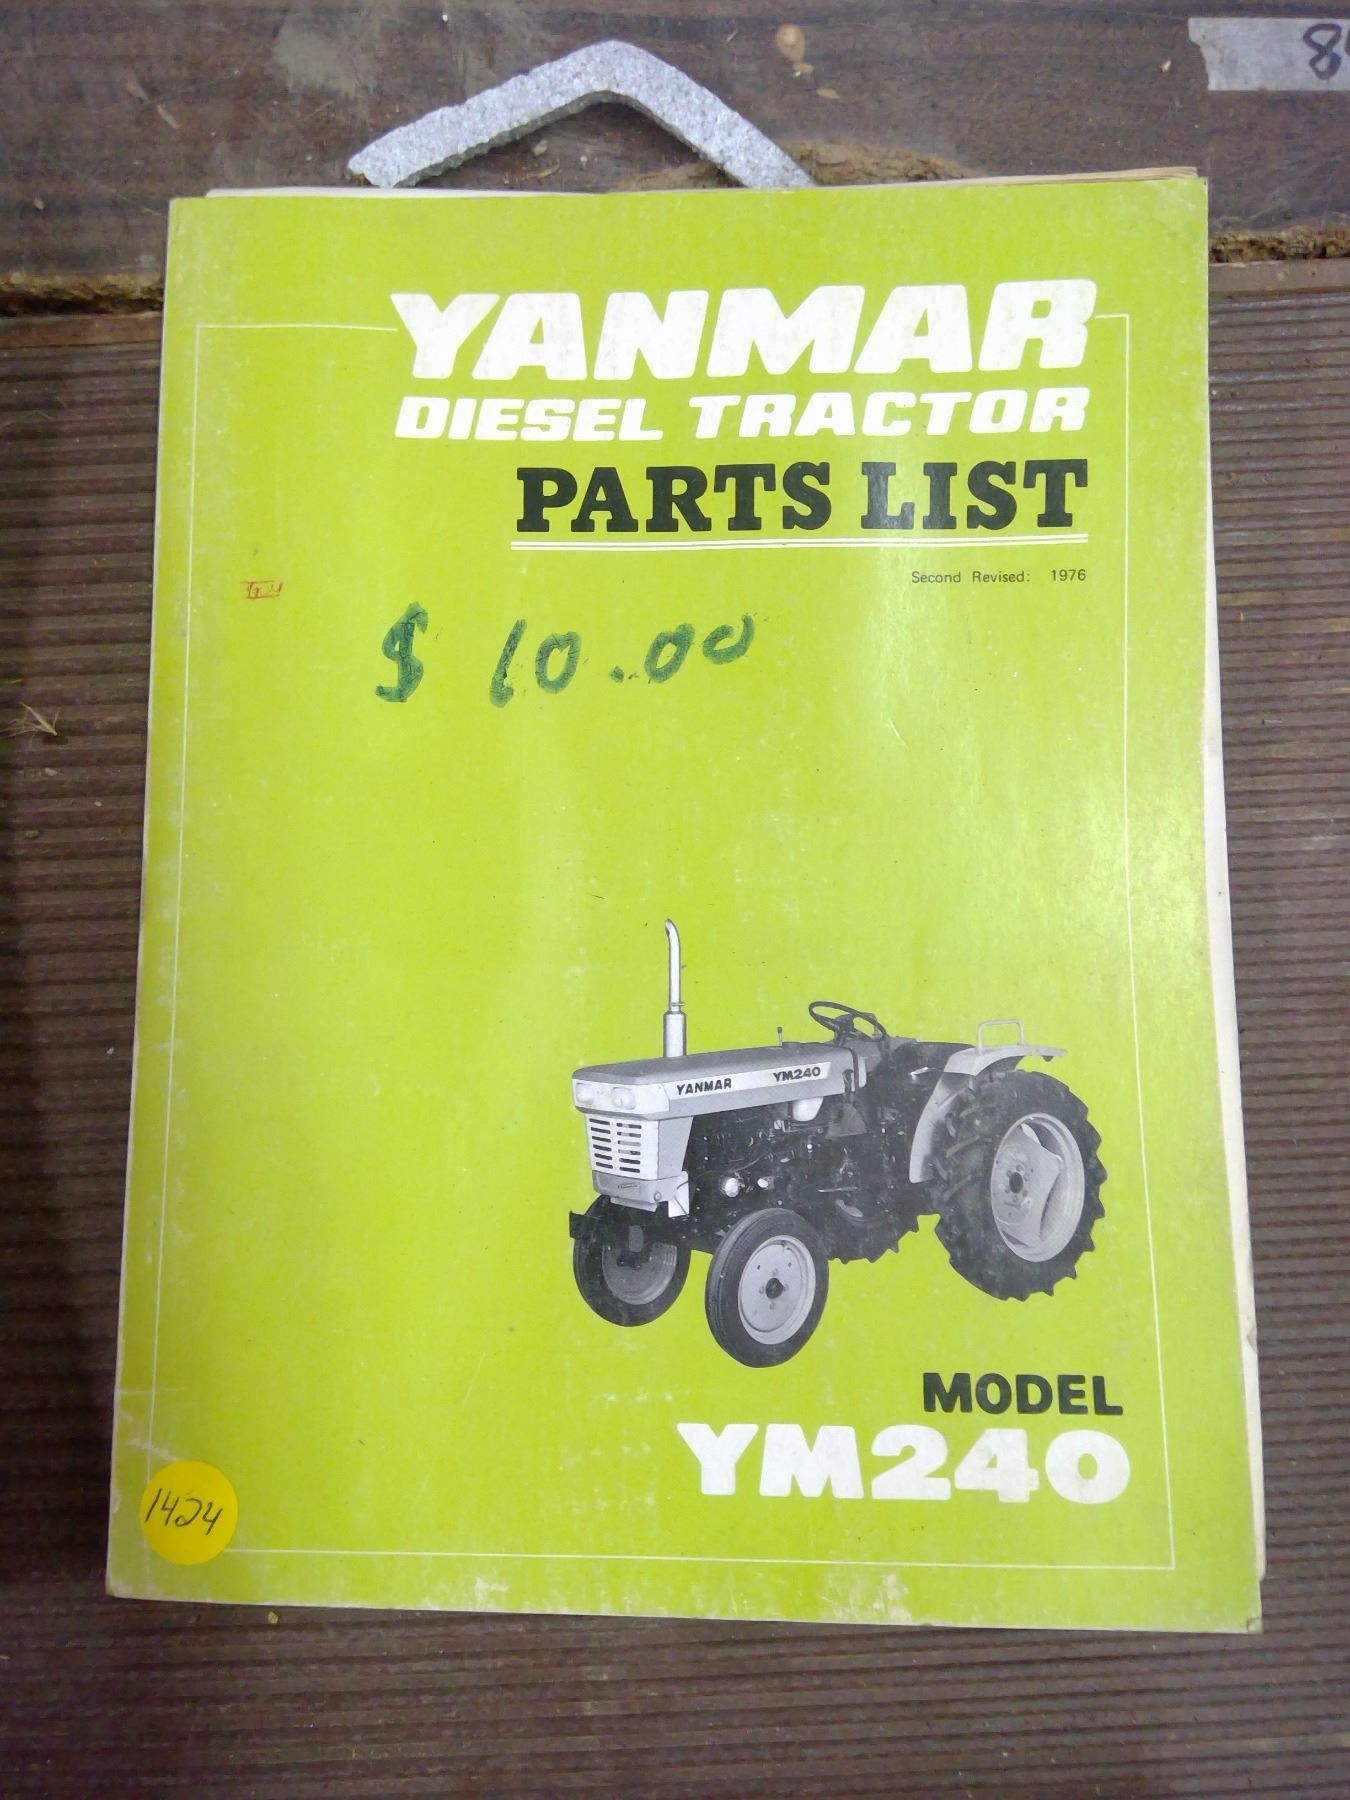 YANMAR
DIESEL TRACTOR
PARTS LIST
Second Revised: 1976
$ 10.00
YANMAR YM240
MODEL
YM240
1424